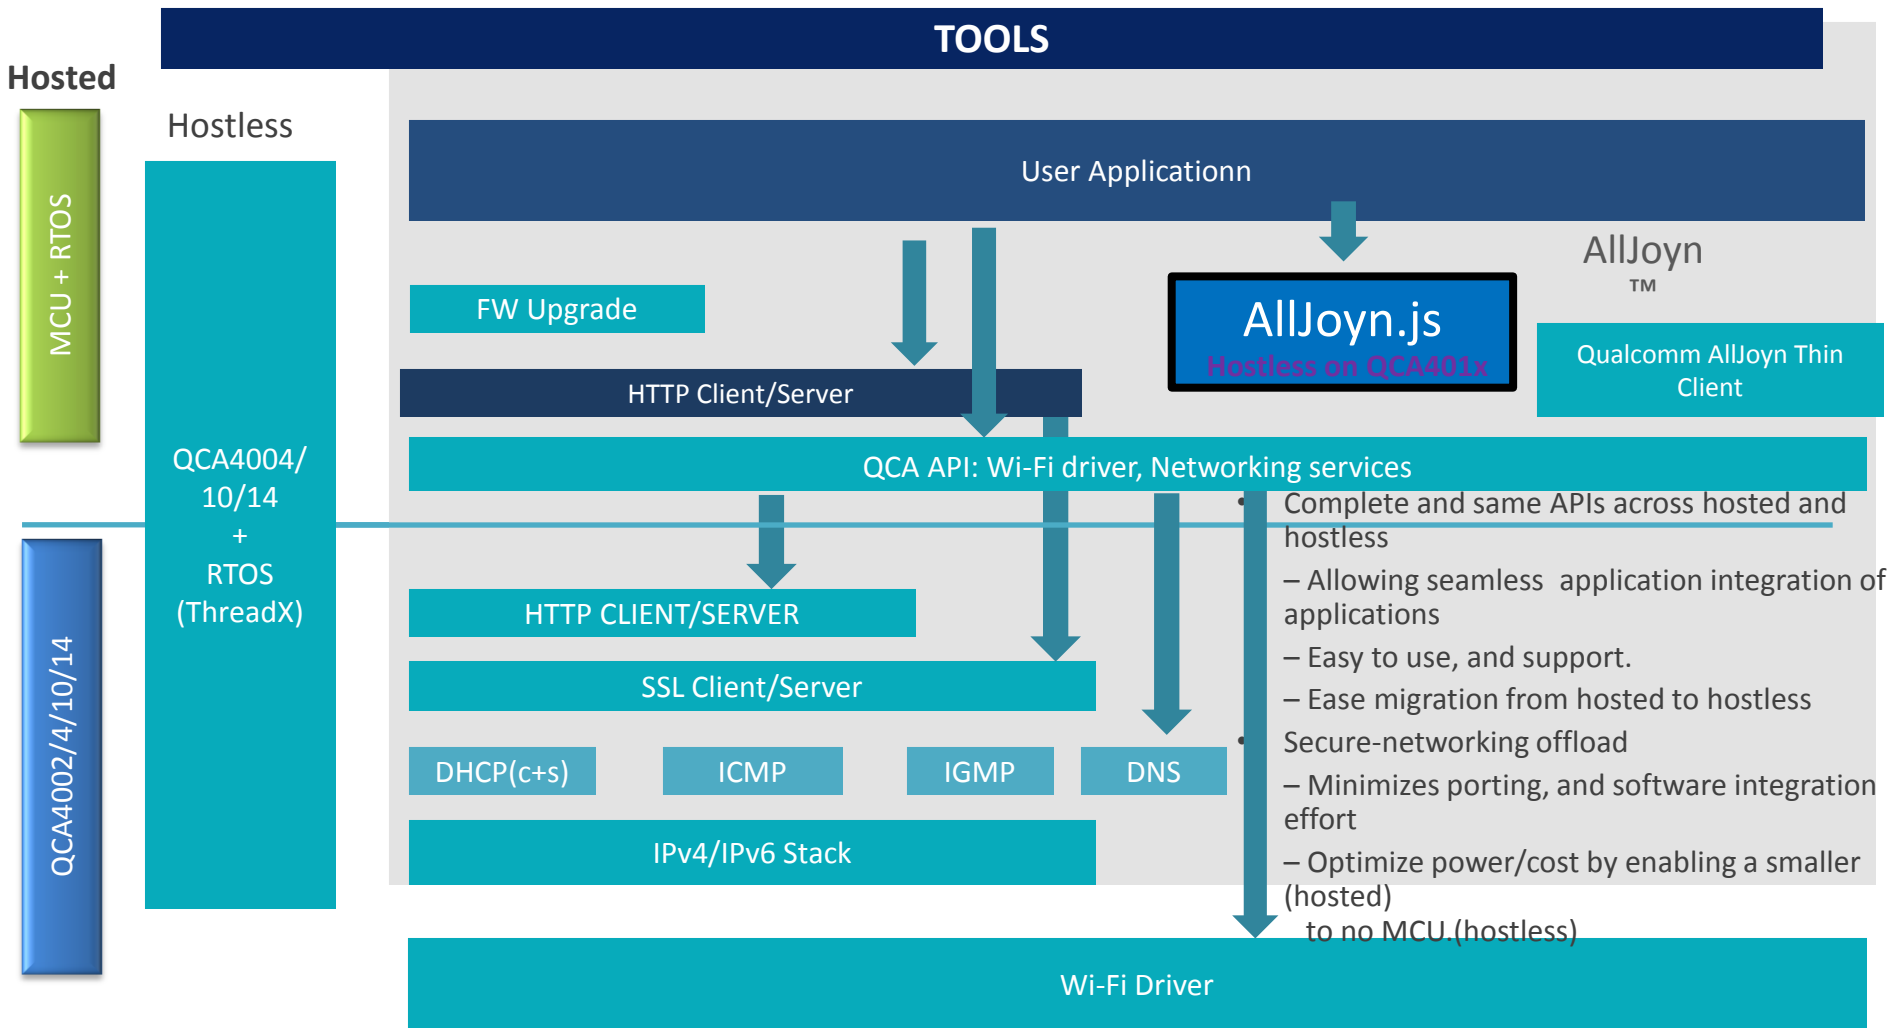 TOOLS
Hosted
Hostless
MCU + RTOS
User Applicationn
AllJoyn
TM
FW Upgrade
AllJoyn.js
Hostless on QCA401x
Qualcomm AllJoyn Thin
Client
HTTP Client/Server
QCA4004/
10/14
+
RTOS
(ThreadX)
QCA API: Wi-Fi driver, Networking services
• Complete and same APIs across hosted and
hostless
– Allowing seamless application integration of
applications
– Easy to use, and support.
– Ease migration from hosted to hostless
• Secure-networking offload
– Minimizes porting, and software integration
effort
– Optimize power/cost by enabling a smaller
(hosted)
to no MCU.(hostless)
HTTP CLIENT/SERVER
SSL Client/Server
QCA4002/4/10/14
DHCP(c+s)
ICMP
IGMP
DNS
IPv4/IPv6 Stack
Wi-Fi Driver